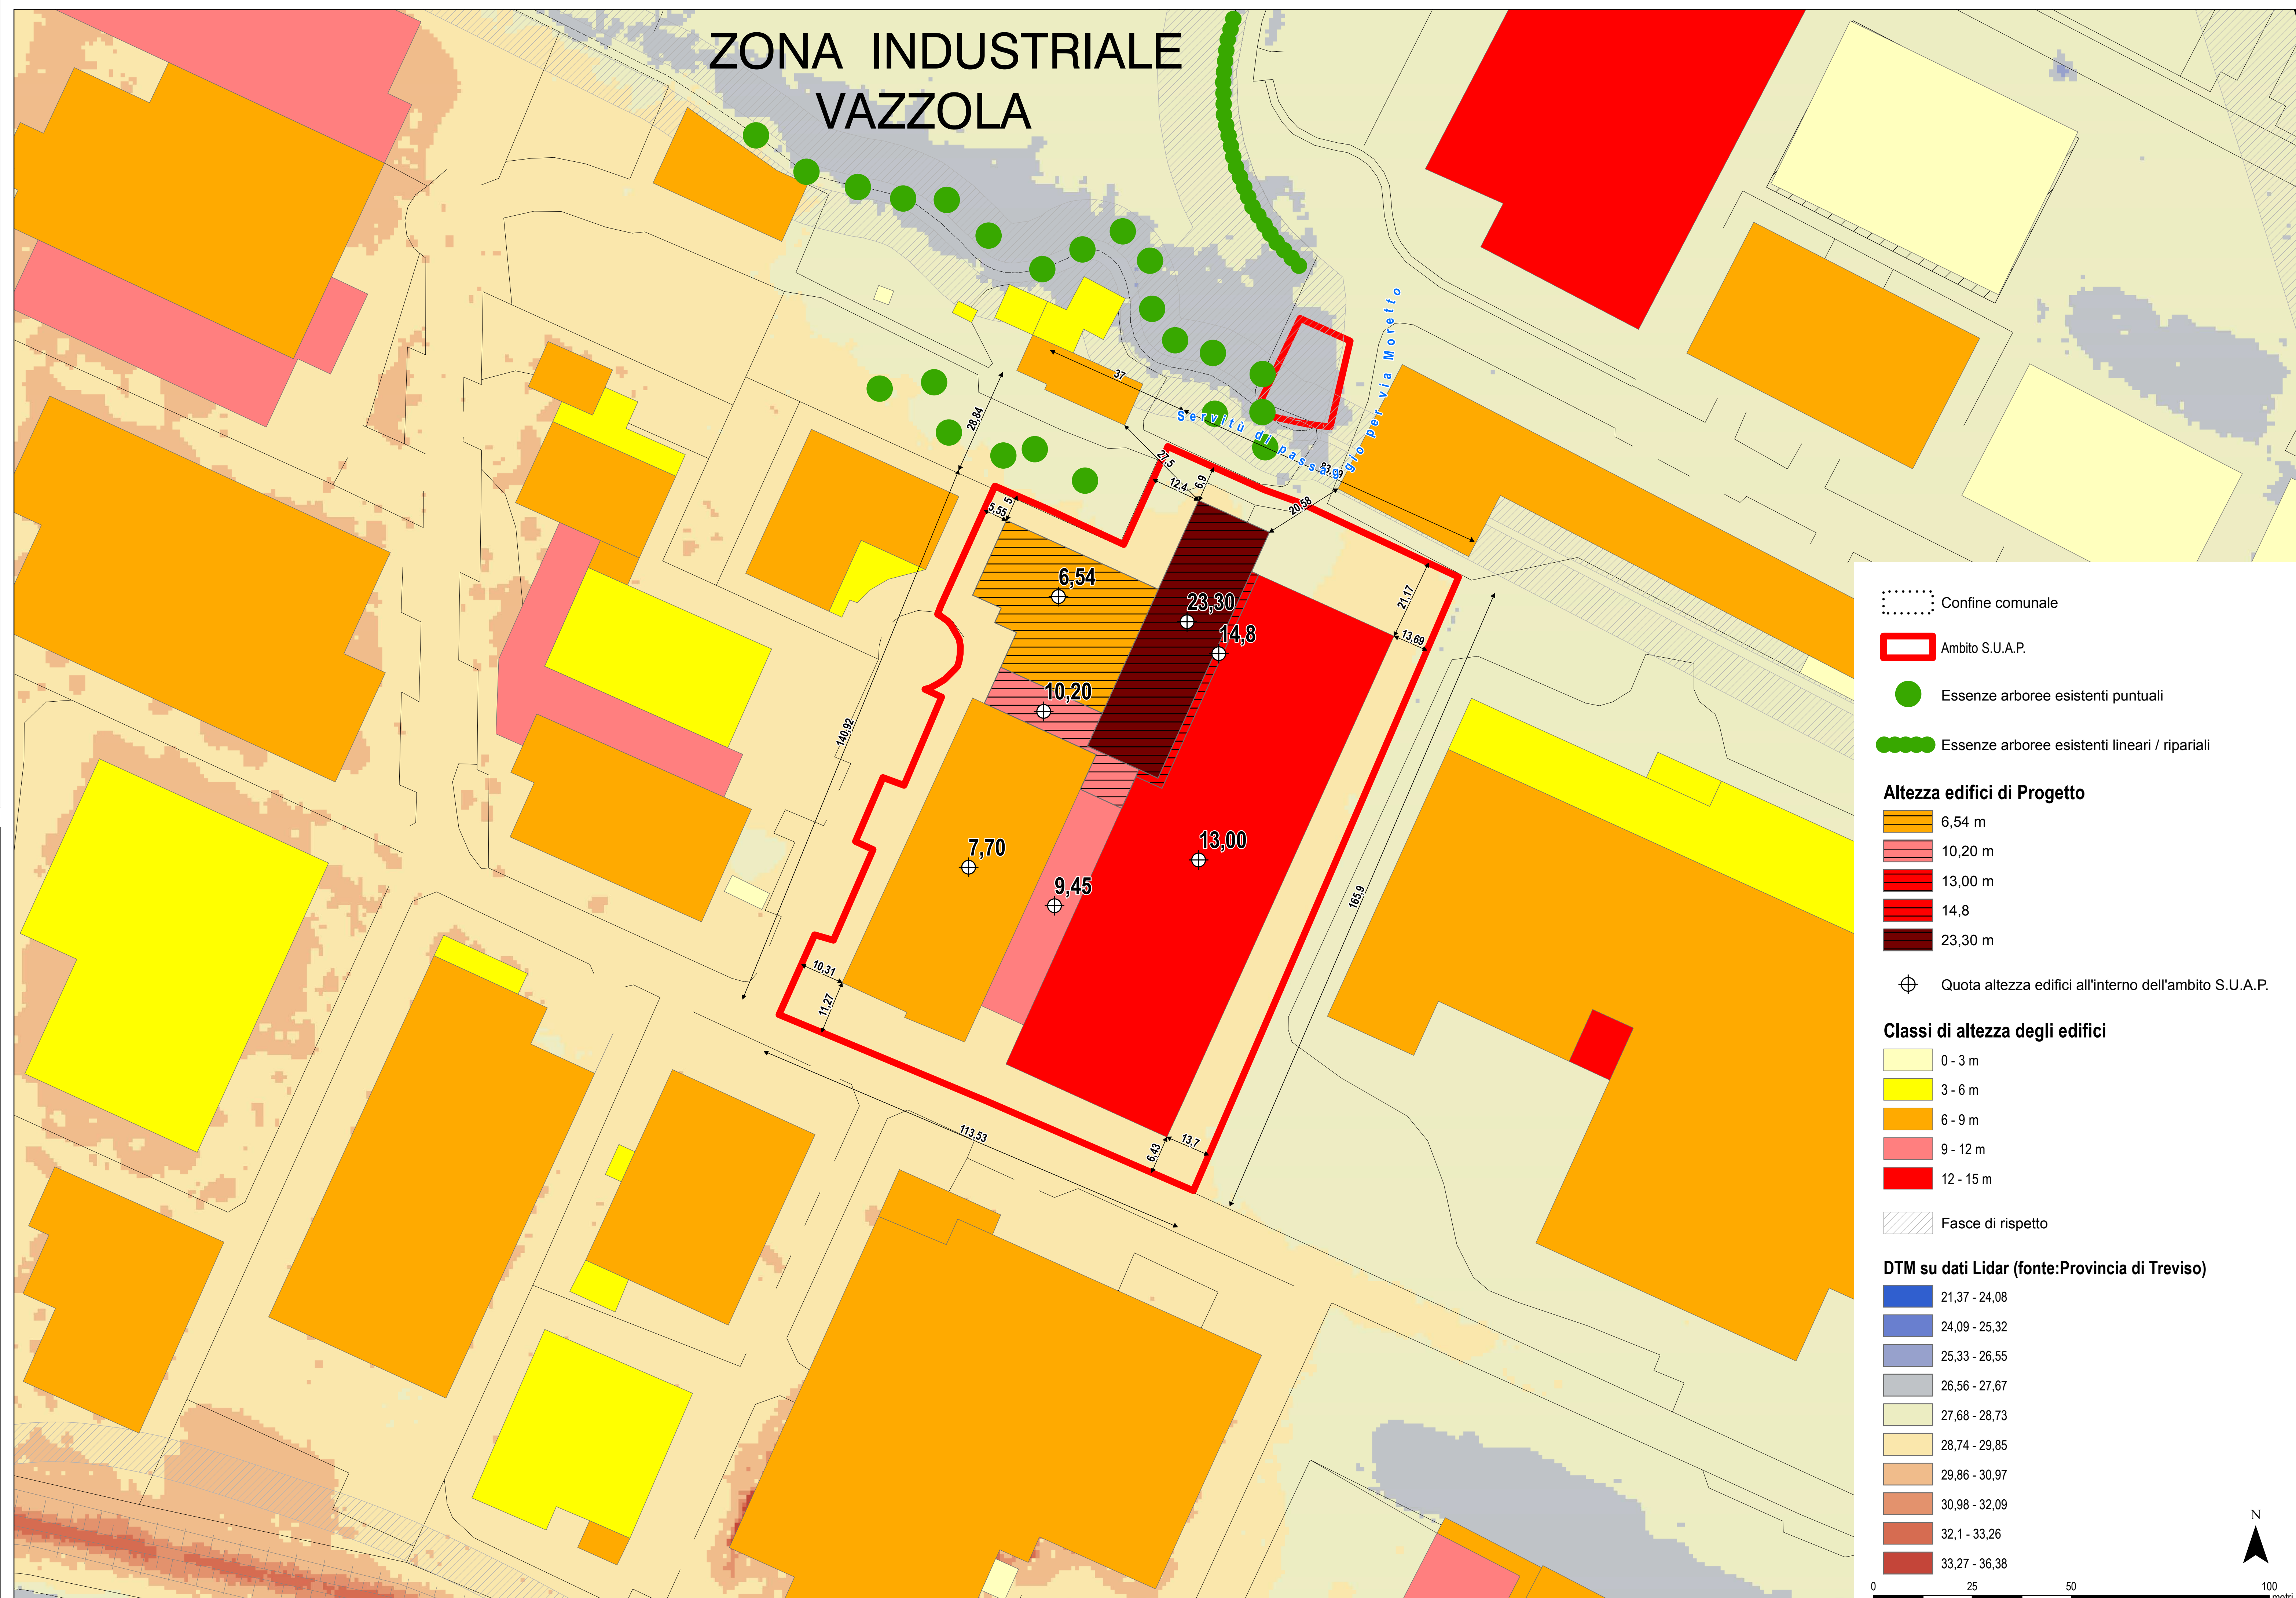 ZONA INDUSTRIALE
VAZZOLA
Servitù di passaggio per via Moretto
37
28,84
27,5
12,4
6,9
20,58
5
5,55
6,54
23,30
14,8
21,17
13,69
10,20
140,92
7,70
13,00
9,45
165,9
10,31
11,27
113,53
6,43
13,7
Confine comunale
Ambito S.U.A.P.
Essenze arboree esistenti puntuali
Essenze arboree esistenti lineari / ripariali
Altezza edifici di Progetto
6,54 m
10,20 m
13,00 m
14,8
23,30 m
Quota altezza edifici all'interno dell'ambito S.U.A.P.
Classi di altezza degli edifici
0 - 3 m
3 - 6 m
6 - 9 m
9 - 12 m
12 - 15 m
Fasce di rispetto
DTM su dati Lidar (fonte:Provincia di Treviso)
21,37 - 24,08
24,09 - 25,32
25,33 - 26,55
26,56 - 27,67
27,68 - 28,73
28,74 - 29,85
29,86 - 30,97
30,98 - 32,09
32,1 - 33,26
33,27 - 36,38
N
0 25 50 100
metri